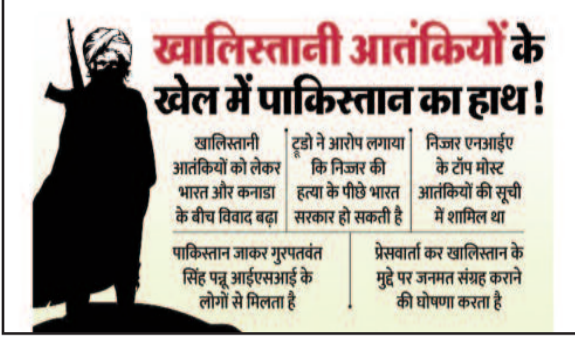 खालिस्तानी आतंकियों के
खेल में पाकिस्तान का हाथ!
खालिस्तानी
आतंकियों को लेकर
भारत और कनाडा
के बीच विवाद बढ़ा
ट्रूडो ने आरोप लगाया
कि निज्जर की
हत्या के पीछे भारत
सरकार हो सकती है
निज्जर एनआईए
के टॉप मोस्ट
आतंकियों की सूची
में शामिल था
पाकिस्तान जाकर गुरपतवंत
सिंह पन्नू आईएसआई के
लोगों से मिलता है
प्रेसवार्ता कर खालिस्तान के
मुद्दे पर जनमत संग्रह कराने
की घोषणा करता है